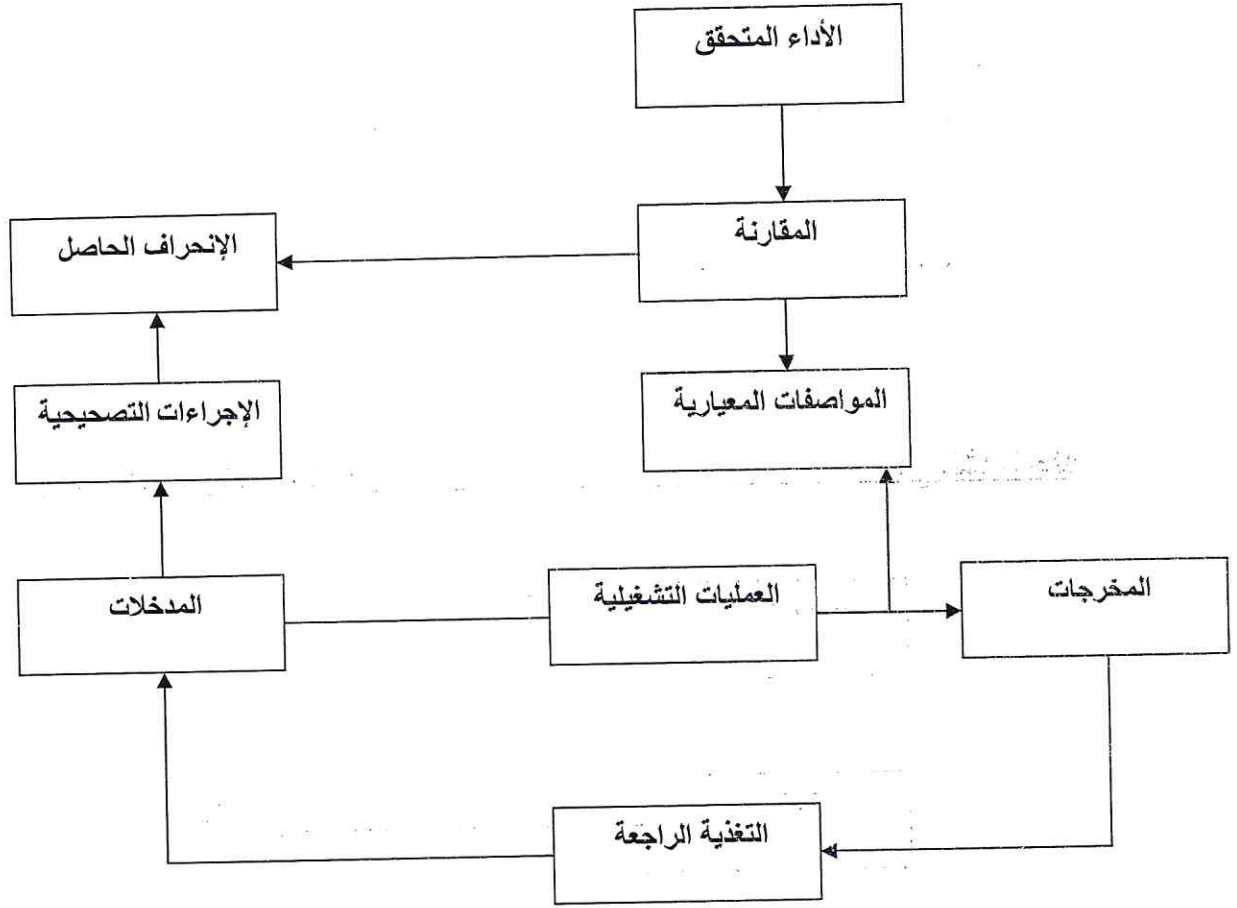 الأداء المتحقق
المقارنة
الإنحراف الحاصل
المواصفات المعيارية
الإجراءات التصحيحية
المخرجات
العمليات التشغيلية
المدخلات
التغذية الراجعة